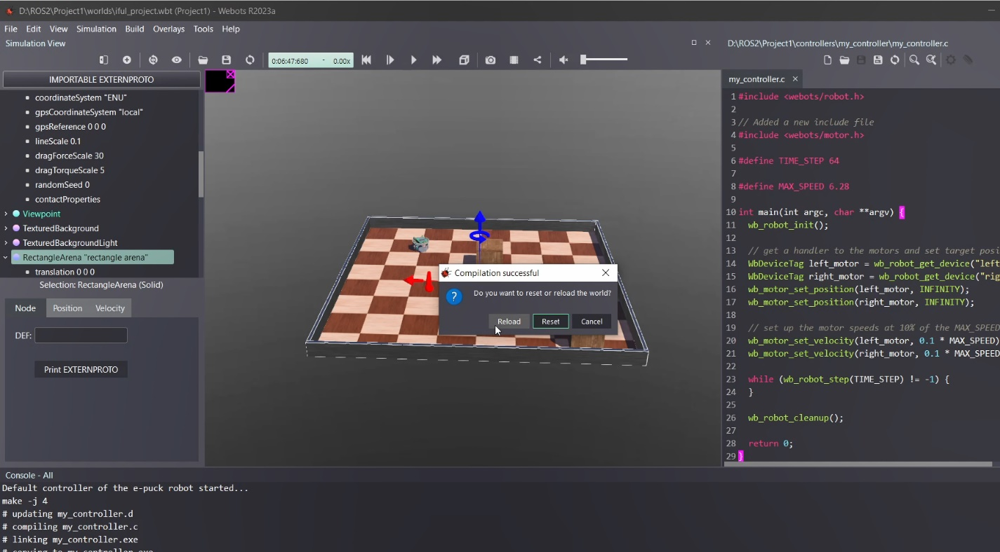 D:\ROS2\Project1\worlds\iful_project.wbt (Project1) - Webots R2023a
File Edit View Simulation Build Overlays Tools Help
Simulation View
D:\ROS2\Project1\controllers\my_controller\my_controller.c
0:06:47:680 - 0.00x
IMPORTABLE EXTERNPROTO
coordinateSystem "ENU"
gpsCoordinateSystem "local"
gpsReference 0 0 0
lineScale 0.1
dragForceScale 30
dragTorqueScale 5
randomSeed 0
contactProperties
Viewpoint
TexturedBackground
TexturedBackgroundLight
RectangleArena "rectangle arena"
translation 0 0 0
Selection: RectangleArena (Solid)
Node Position Velocity
DEF:
Print EXTERNPROTO
Compilation successful
Do you want to reset or reload the world?
Reload Reset Cancel
my_controller.c
1 #include <webots/robot.h>
2
3 // Added a new include file
4 #include <webots/motor.h>
5
6 #define TIME_STEP 64
7
8 #define MAX_SPEED 6.28
9
10 int main(int argc, char **argv) {
11 wb_robot_init();
12
13 // get a handler to the motors and set target posi
14 WbDeviceTag left_motor = wb_robot_get_device("left
15 WbDeviceTag right_motor = wb_robot_get_device("rig
16 wb_motor_set_position(left_motor, INFINITY);
17 wb_motor_set_position(right_motor, INFINITY);
18
19 // set up the motor speeds at 10% of the MAX_SPEED
20 wb_motor_set_velocity(left_motor, 0.1 * MAX_SPEED)
21 wb_motor_set_velocity(right_motor, 0.1 * MAX_SPEED
22
23 while (wb_robot_step(TIME_STEP) != -1) {
24 }
25
26 wb_robot_cleanup();
27
28 return 0;
29 }
Console - All
Default controller of the e-puck robot started...
make -j 4
# updating my_controller.d
# compiling my_controller.c
# linking my_controller.exe
# copying to my_controller.exe